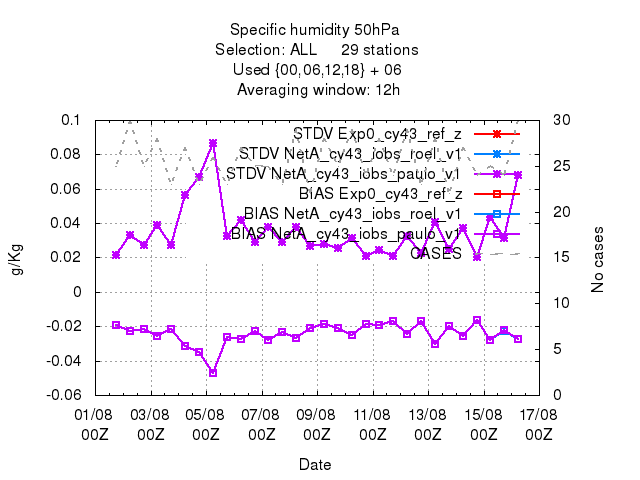 Specific humidity 50hPa
Selection: ALL 29 stations
Used {00,06,12,18} + 06
Averaging window: 12h
0.1
0.08
0.06
0.04
0.02
0
-0.02
-0.04
-0.06
g/Kg
STDV Exp0_cy43_ref_z
STDV NetA_cy43_iobs_roel_v1
STDV NetA_cy43_iobs_paulo_v1
BIAS Exp0_cy43_ref_z
BIAS NetA_cy43_iobs_roel_v1
BIAS NetA_cy43_iobs_paulo_v1
CASES
30
25
20
15
10
5
0
No cases
01/08 03/08 05/08 07/08 09/08 11/08 13/08 15/08 17/08
00Z 00Z 00Z 00Z 00Z 00Z 00Z 00Z 00Z
Date